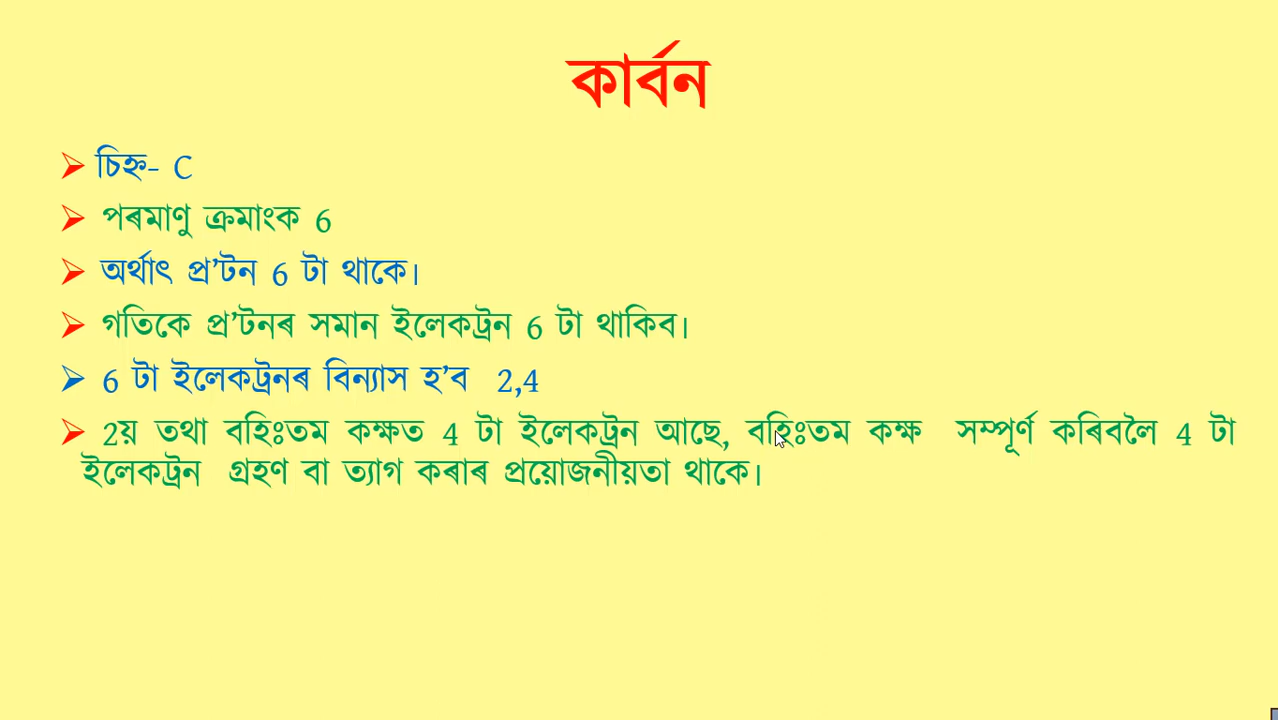 কাৰ্বন
চিহ্ন- C
পৰমাণু ক্ৰমাংক 6
অৰ্থাৎ প্ৰ’টন 6 টা থাকে।
গতিকে প্ৰ’টনৰ সমান ইলেকট্ৰন 6 টা থাকিব।
6 টা ইলেকট্ৰনৰ বিন্যাস হ’ব 2,4
2য় তথা বহিঃতম কক্ষত 4 টা ইলেকট্ৰন আছে, বহিঃতম কক্ষ সম্পূৰ্ণ কৰিবলৈ 4 টা
ইলেকট্ৰন গ্ৰহণ বা ত্যাগ কৰাৰ প্ৰয়োজনীয়তা থাকে।